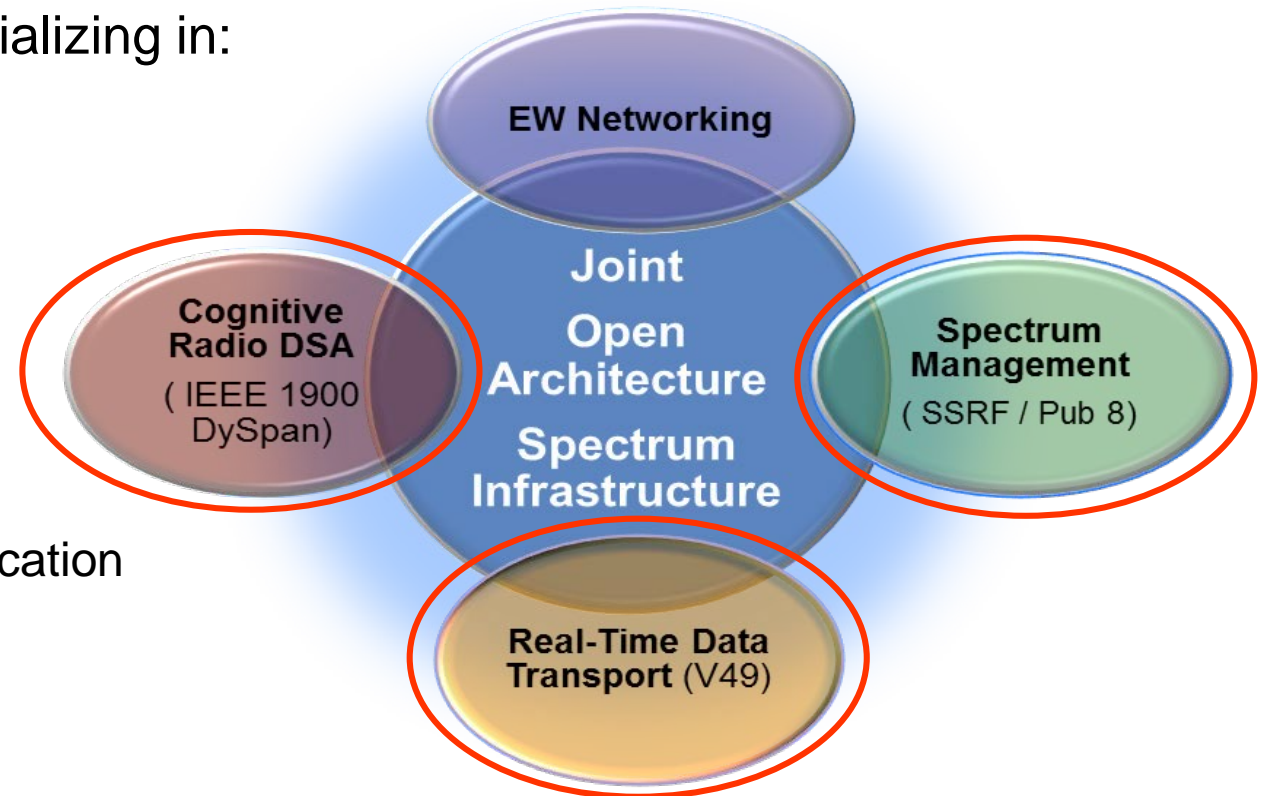 ializing in:
EW Networking
Joint
Open
Architecture
Spectrum
Infrastructure
Cognitive
Radio DSA
( IEEE 1900
DySpan)
Spectrum
Management
( SSRF / Pub 8)
cation
Real-Time Data
Transport (V49)